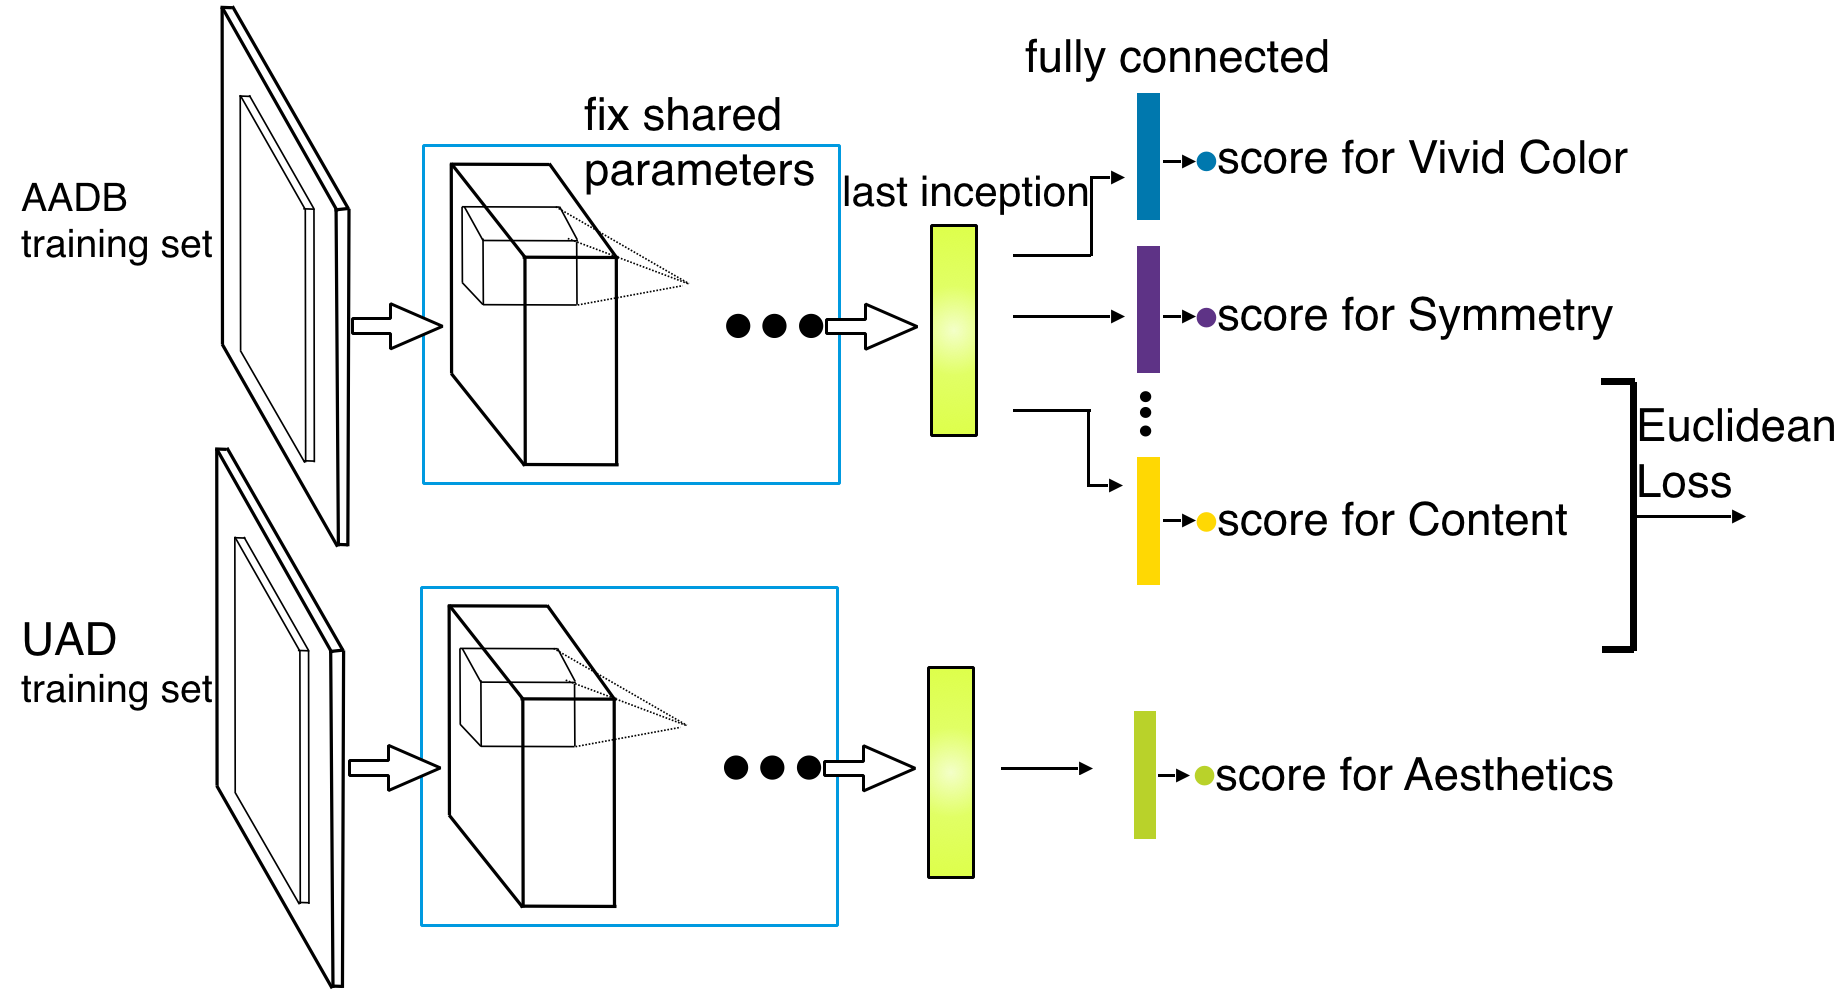 fully connected
fix shared
parameters
last inception
AADB
training set
score for Vivid Color
score for Symmetry
score for Content
Euclidean
Loss
UAD
training set
score for Aesthetics